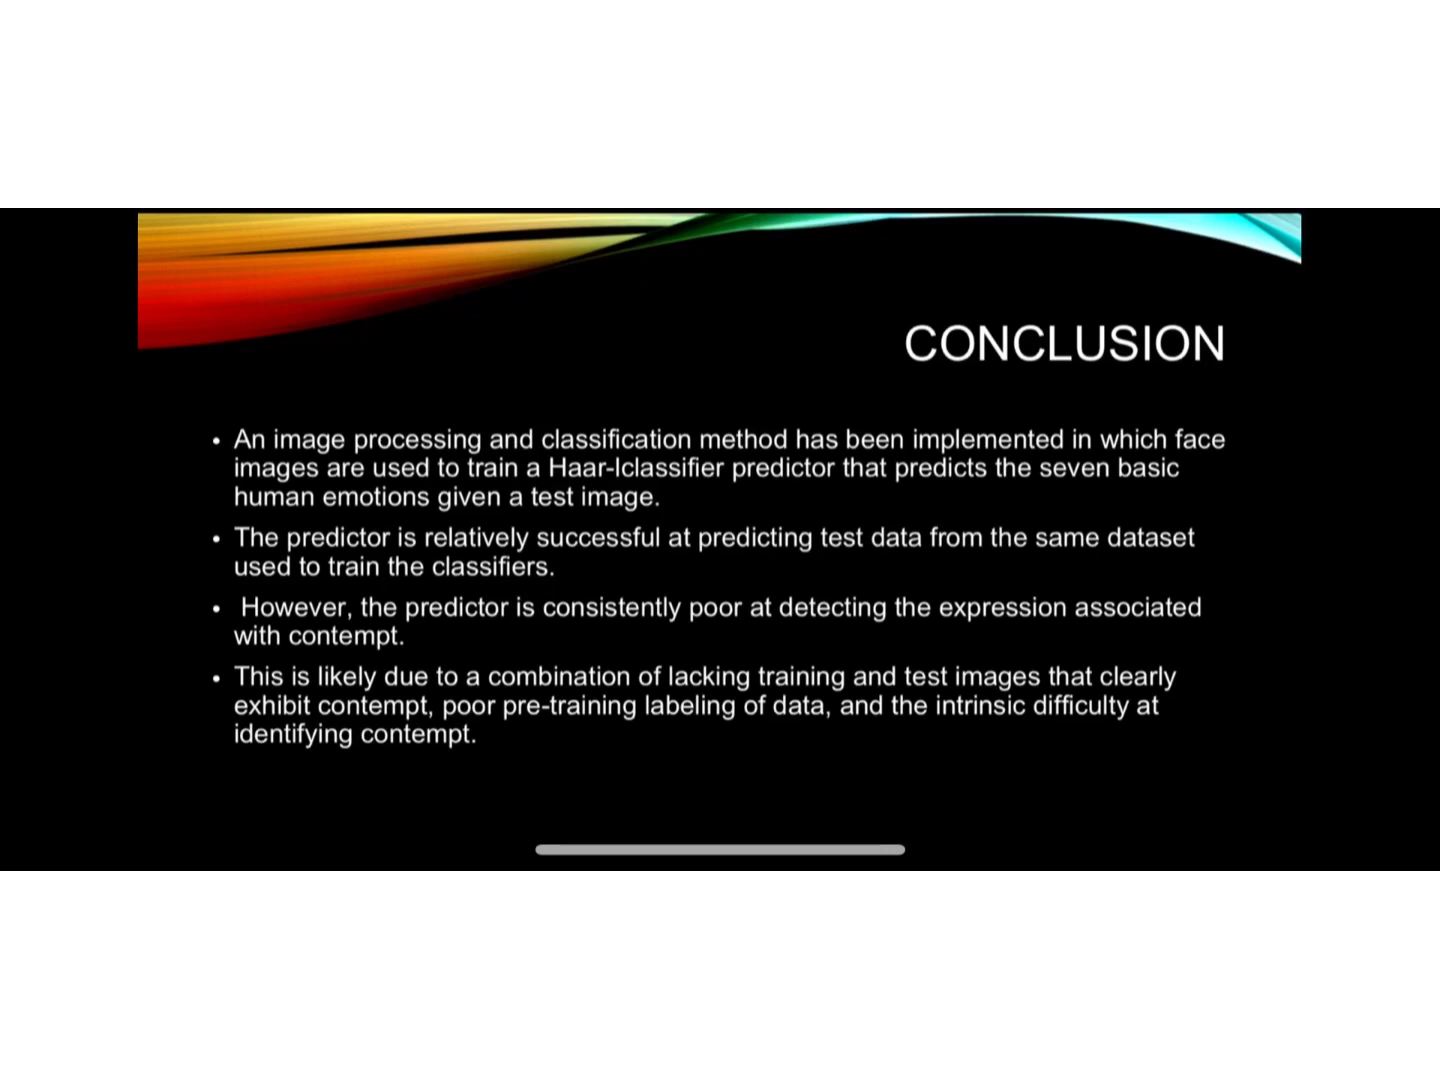 CONCLUSION
• An image processing and classification method has been implemented in which face
images are used to train a Haar-lclassifier predictor that predicts the seven basic
human emotions given a test image.
• The predictor is relatively successful at predicting test data from the same dataset
used to train the classifiers.
• However, the predictor is consistently poor at detecting the expression associated
with contempt.
• This is likely due to a combination of lacking training and test images that clearly
exhibit contempt, poor pre-training labeling of data, and the intrinsic difficulty at
identifying contempt.